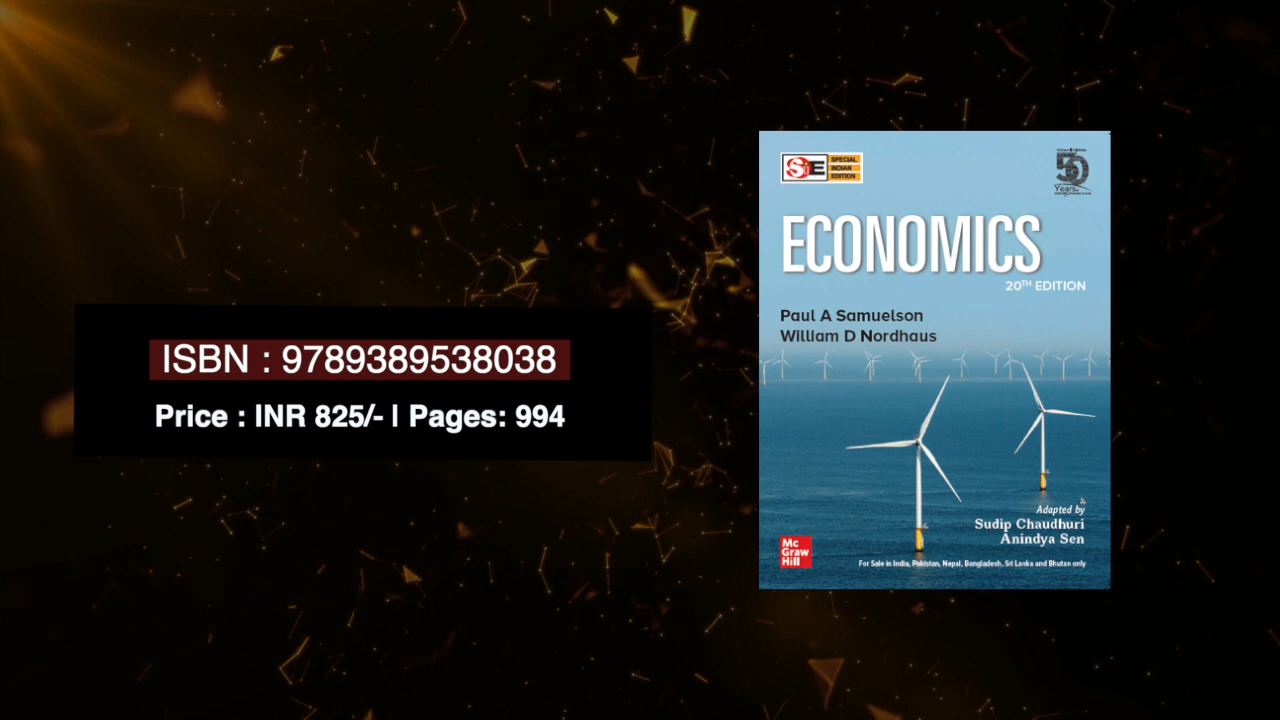 ISBN : 9789389538038
Price : INR 825/- | Pages: 994
SIE
SPECIAL
INDIAN
EDITION
50
Years
ECONOMICS
20TH EDITION
Paul A Samuelson
William D Nordhaus
Adapted by
Sudip Chaudhuri
Anindya Sen
Mc
Graw
Hill
For Sale in India, Pakistan, Nepal, Bangladesh, Sri Lanka and Bhutan only